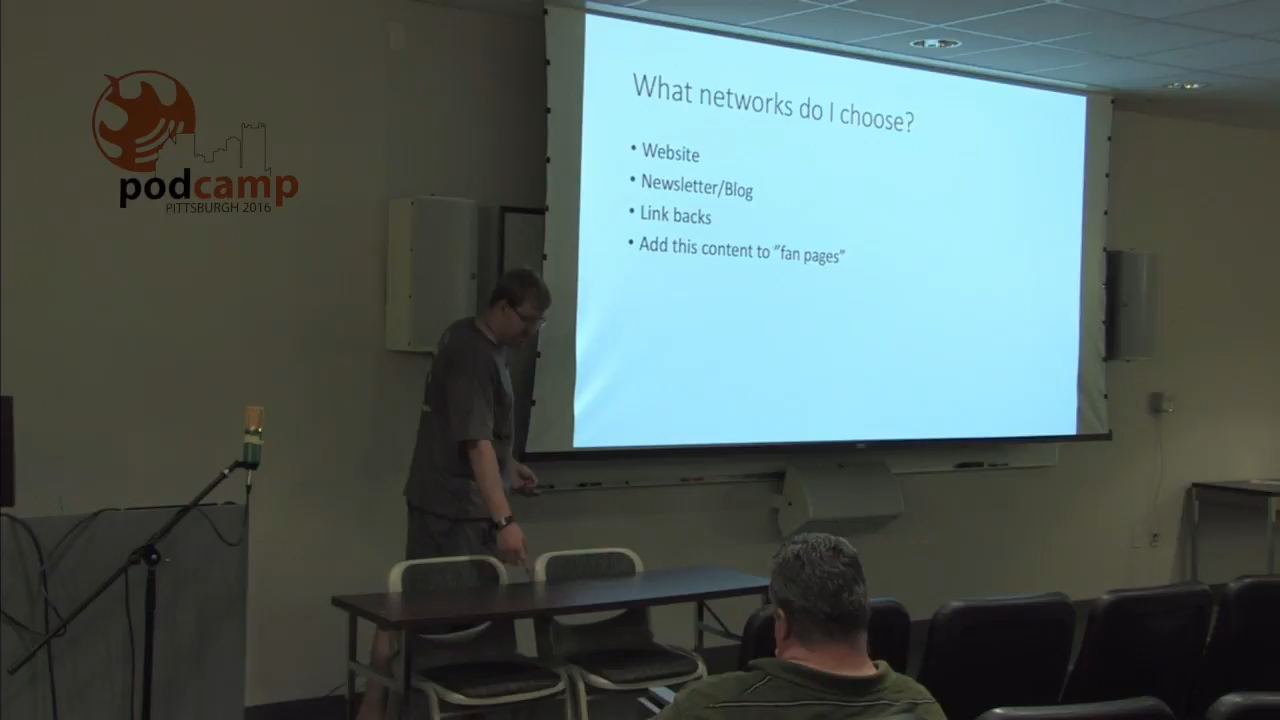 podcamp
PITTSBURGH 2016
What networks do I choose?
• Website
• Newsletter/Blog
• Link backs
• Add this content to "fan pages"